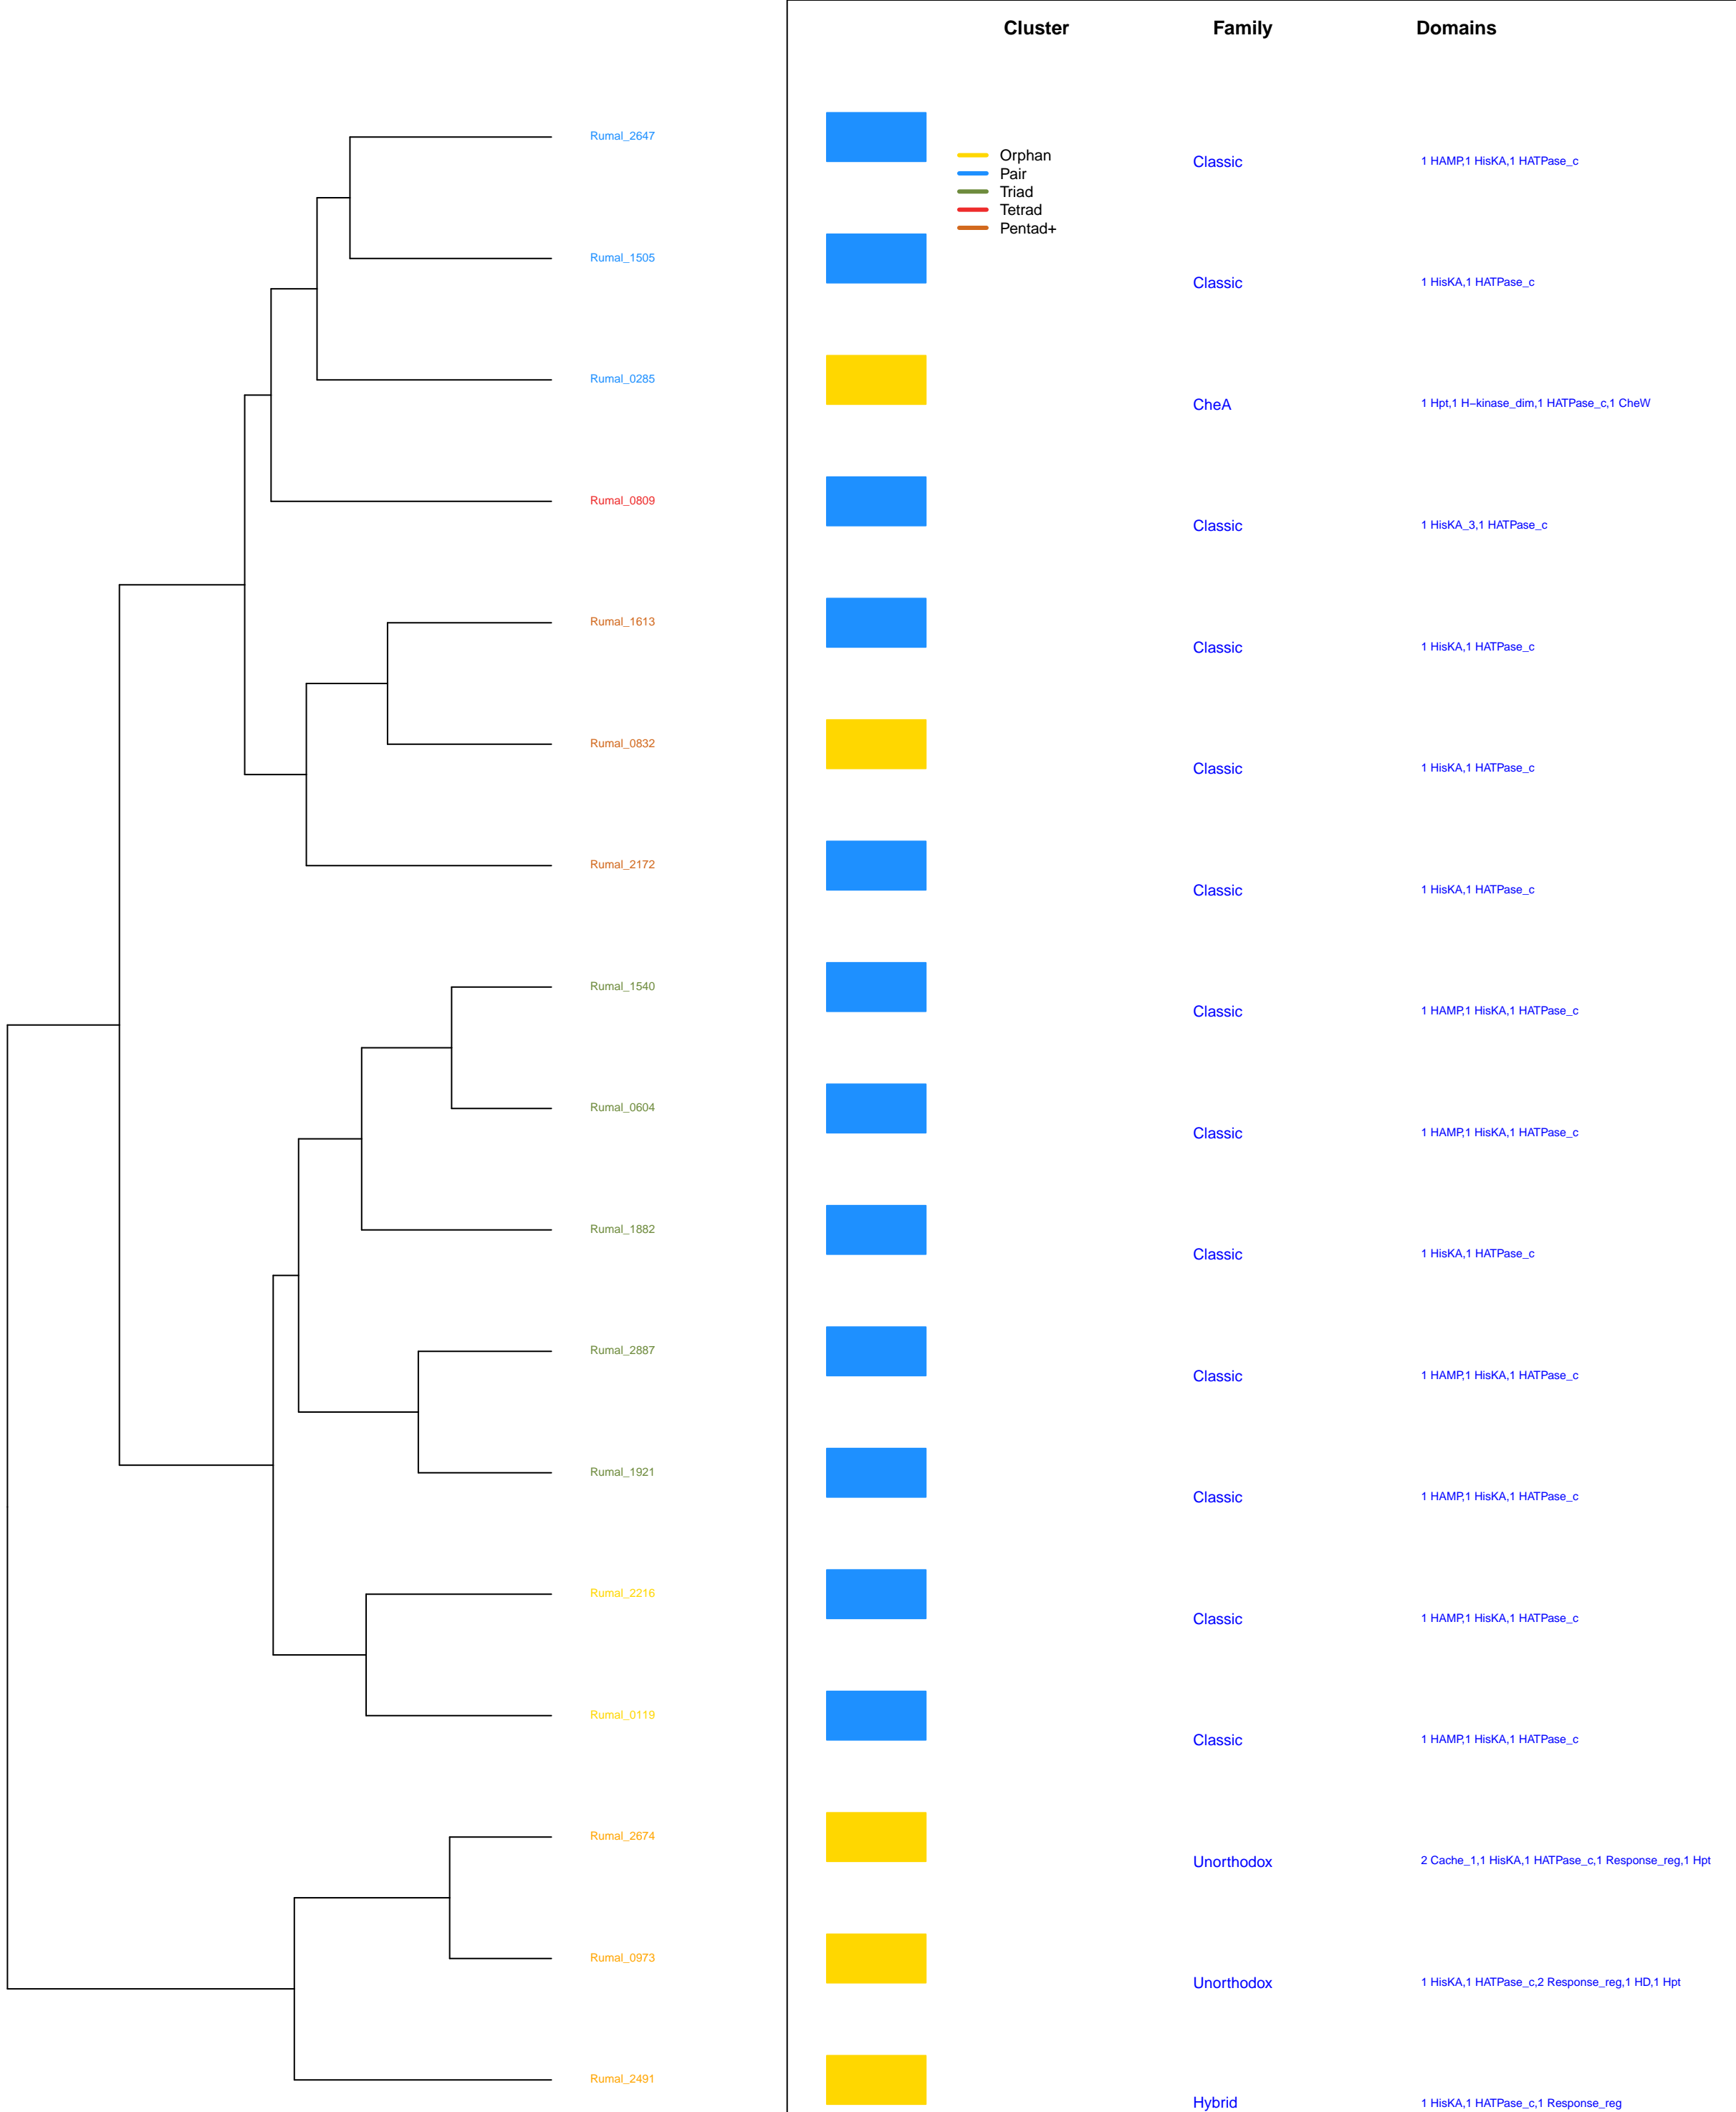 Cluster Family Domains
Rumal_2647
Orphan
Classic 1 HAMP,1 HisKA,1 HATPase_c
Pair
Triad
Tetrad
Pentad+
Rumal_1505
Classic 1 HisKA,1 HATPase_c
Rumal_0285
CheA 1 Hpt,1 H−kinase_dim,1 HATPase_c,1 CheW
Rumal_0809
Classic 1 HisKA_3,1 HATPase_c
Rumal_1613
Classic 1 HisKA,1 HATPase_c
Rumal_0832
Classic 1 HisKA,1 HATPase_c
Rumal_2172
Classic 1 HisKA,1 HATPase_c
Rumal_1540
Classic 1 HAMP,1 HisKA,1 HATPase_c
Rumal_0604
Classic 1 HAMP,1 HisKA,1 HATPase_c
Rumal_1882
Classic 1 HisKA,1 HATPase_c
Rumal_2887
Classic 1 HAMP,1 HisKA,1 HATPase_c
Rumal_1921
Classic 1 HAMP,1 HisKA,1 HATPase_c
Rumal_2216
Classic 1 HAMP,1 HisKA,1 HATPase_c
Rumal_0119
Classic 1 HAMP,1 HisKA,1 HATPase_c
Rumal_2674
Unorthodox 2 Cache_1,1 HisKA,1 HATPase_c,1 Response_reg,1 Hpt
Rumal_0973
Unorthodox 1 HisKA,1 HATPase_c,2 Response_reg,1 HD,1 Hpt
Rumal_2491
Hybrid 1 HisKA,1 HATPase_c,1 Response_reg